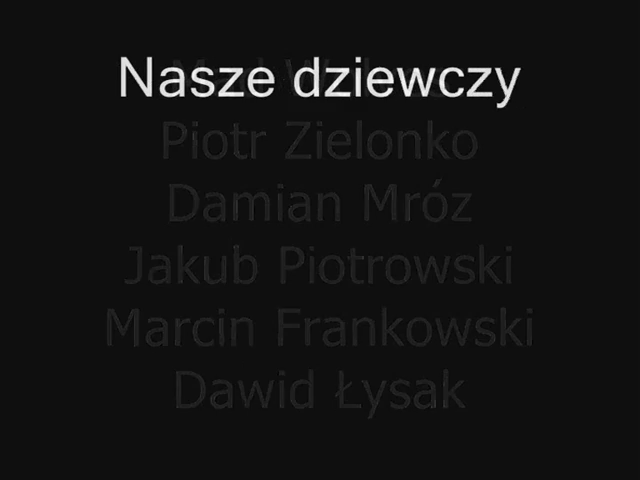 Nasze dziewczy
Piotr Zielonko
Damian Mróz
Jakub Piotrowski
Marcin Frankowski
Dawid Łysak